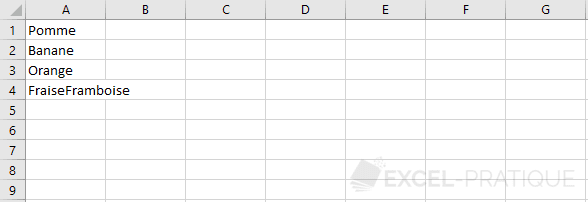 A B C D E F G
1 Pomme
2 Banane
3 Orange
4 FraiseFramboise
5
6
7
8
9
EXCEL-PRATIQUE